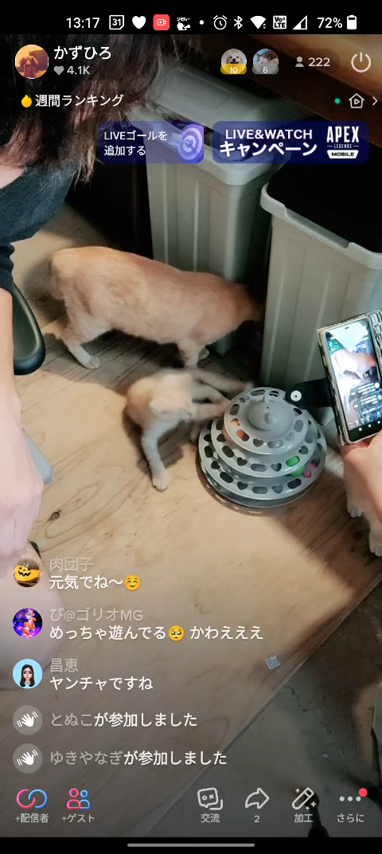 13:17
31
72%
かずひろ
4.1K
10
6
222
週間ランキング
LIVEゴールを
追加する
LIVE&WATCH
キャンペーン
APEX
LEGENDS
MOBILE
肉団子
元気でね〜☺️
ぴ@ゴリオMG
めっちゃ遊んでる🥺 かわえええ
昌恵
ヤンチャですね
とぬこが参加しました
ゆきやなぎが参加しました
+配信者
+ゲスト
交流
2
加工
さらに